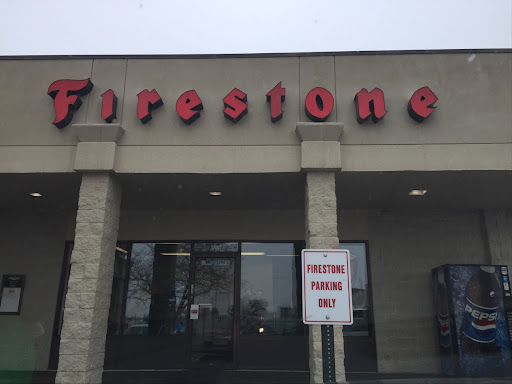 Firestone
FIRESTONE
PARKING
ONLY
PEPSI